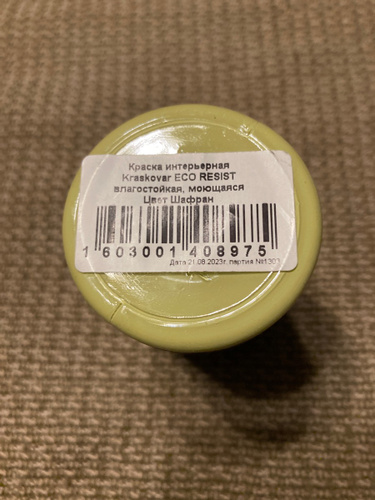 Краска интерьерная
Kraskovar ECO RESIST
влагостойкая, моющаяся
Цвет Шафран
1 603001 408975
Дата 21.08.2023г. партия №1303